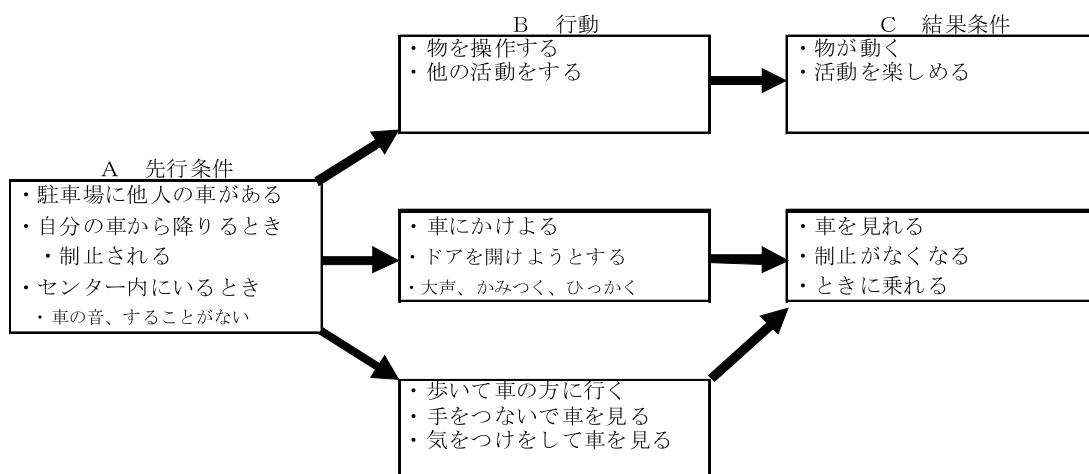 Ｂ　行動
・物を操作する
・他の活動をする
Ｃ　結果条件
・物が動く
・活動を楽しめる
Ａ　先行条件
・駐車場に他人の車がある
・自分の車から降りるとき
・制止される
・センター内にいるとき
・車の音、することがない
・車にかけよる
・ドアを開けようとする
・大声、かみつく、ひっかく
・車を見れる
・制止がなくなる
・ときに乗れる
・歩いて車の方に行く
・手をつないで車を見る
・気をつけをして車を見る